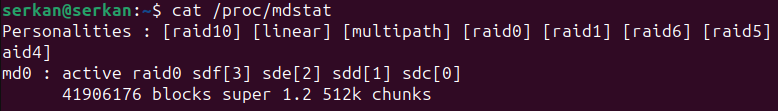 serkan@serkan:~$ cat /proc/mdstat
Personalities : [raid10] [linear] [multipath] [raid0] [raid1] [raid6] [raid5]
aid4]
md0 : active raid0 sdf[3] sde[2] sdd[1] sdc[0]
      41906176 blocks super 1.2 512k chunks